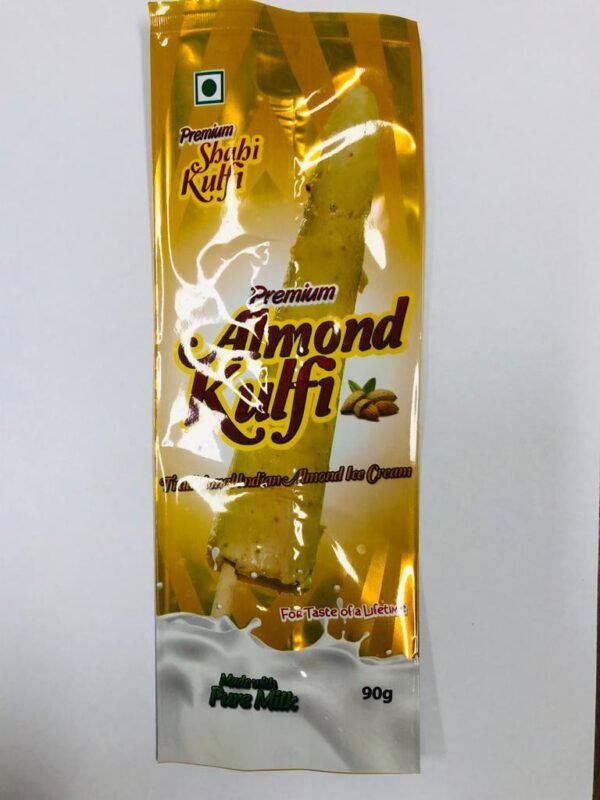 Premium
Shahi
Kulfi
Premium
Almond
Kulfi
Traditional Indian Almond Ice Cream
For Taste of a Lifetime
Made with
Pure Milk
90g